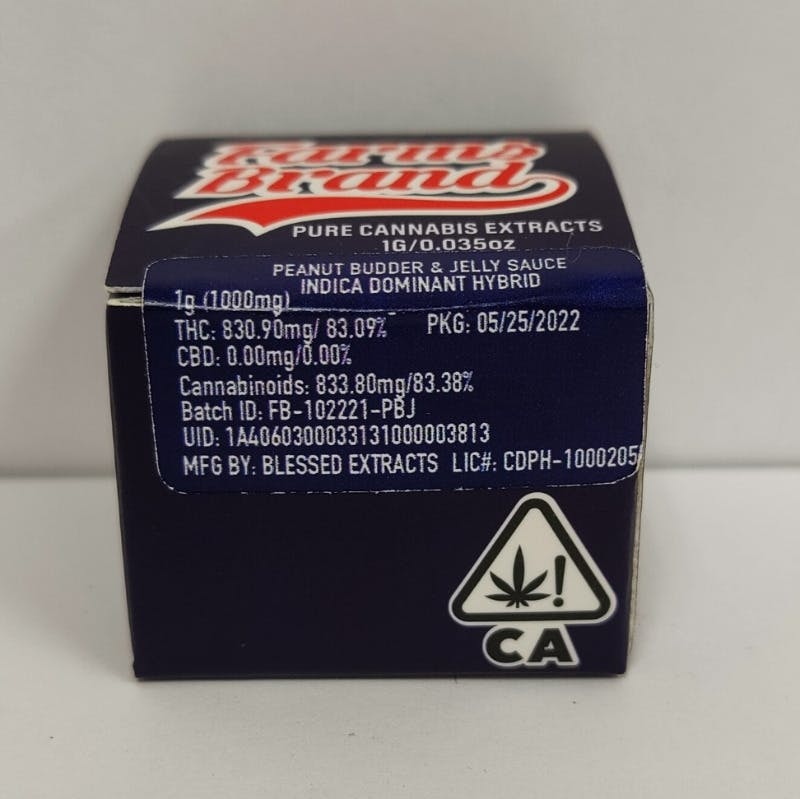 Farms
Brand
PURE CANNABIS EXTRACTS
1G/0.035oz
PEANUT BUDDER & JELLY SAUCE
INDICA DOMINANT HYBRID
1g (1000mg)
THC: 830.90mg/ 83.09% PKG: 05/25/2022
CBD: 0.00mg/0.00%
Cannabinoids: 833.80mg/83.38%
Batch ID: FB-102221-PBJ
UID: 1A4060300033131000003813
MFG BY: BLESSED EXTRACTS LIC#: CDPH-1000205
!
CA